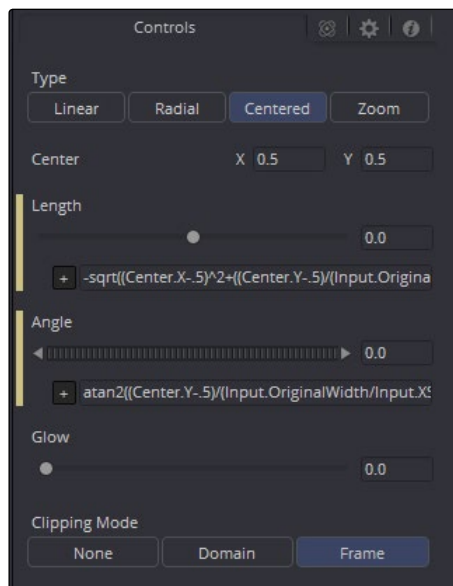 Controls
Type
Linear Radial Centered Zoom
Center X 0.5 Y 0.5
Length
0.0
+ -sqrt((Center.X-.5)^2+((Center.Y-.5)/(Input.Origina
Angle
0.0
+ atan2((Center.Y-.5)/(Input.OriginalWidth/Input.XS
Glow
0.0
Clipping Mode
None Domain Frame